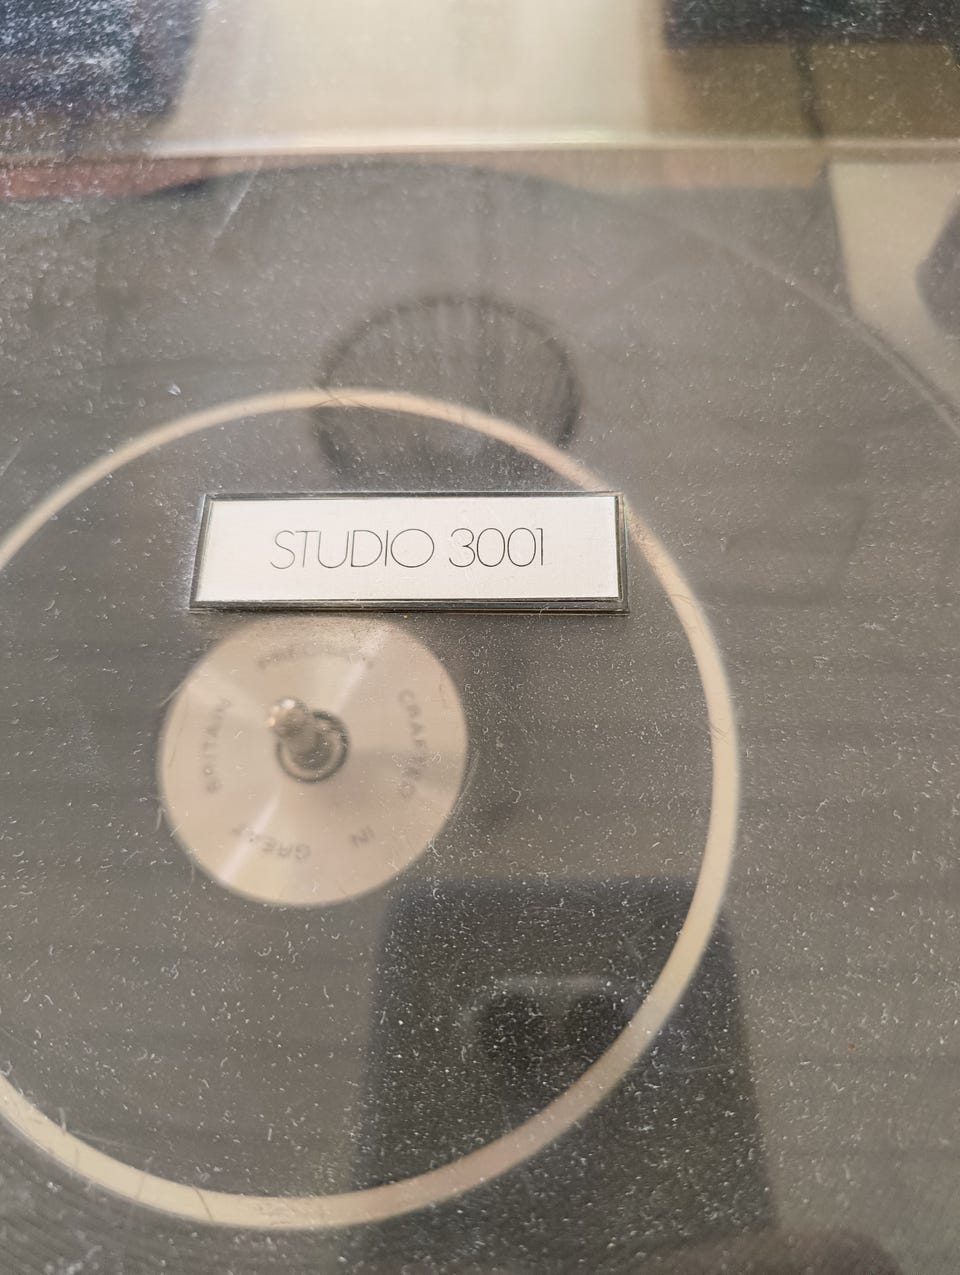 STUDIO 3001
PRECISION
CRAFTED
IN
GREAT
BRITAIN